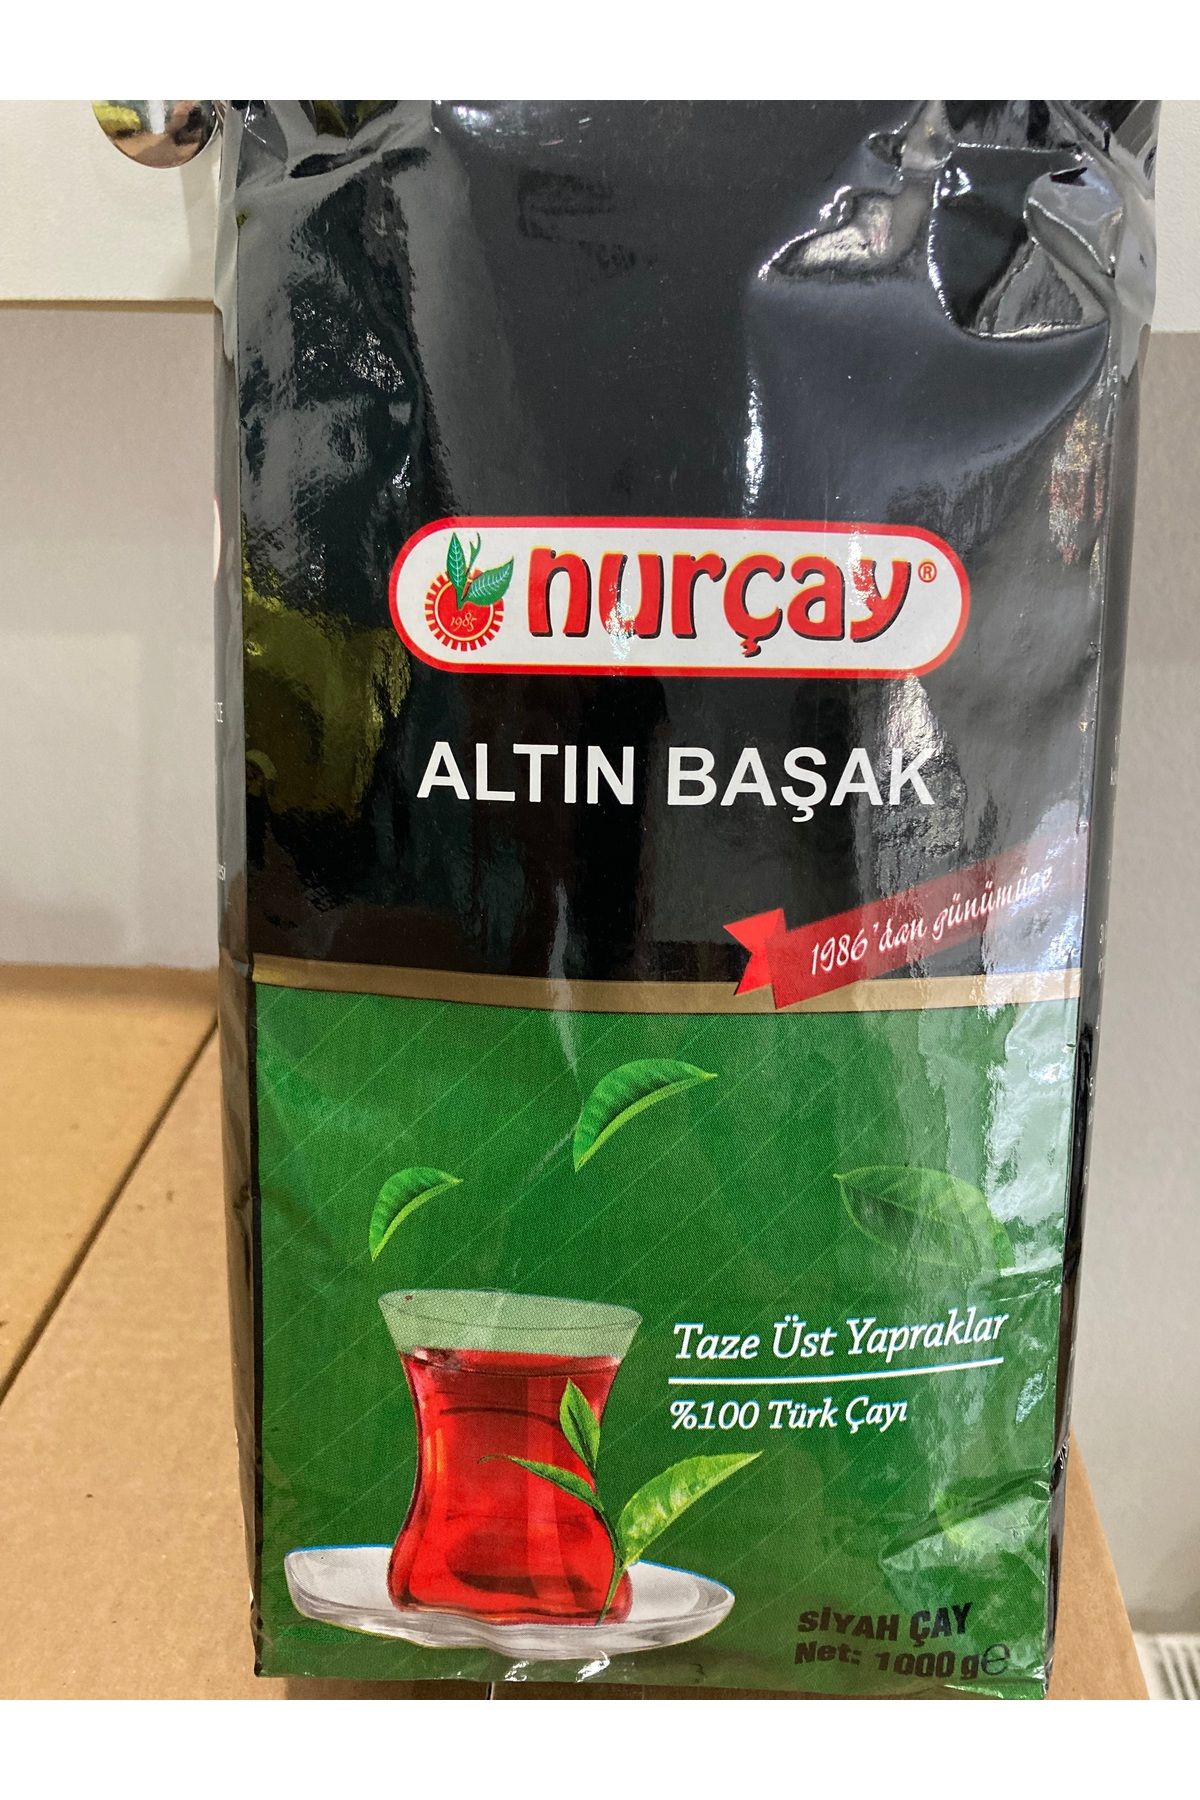 1985
nurçay®
ALTIN BAŞAK
1986'dan günümüze
Taze Üst Yapraklar
%100 Türk Çayı
SİYAH ÇAY
Net: 1000 g e